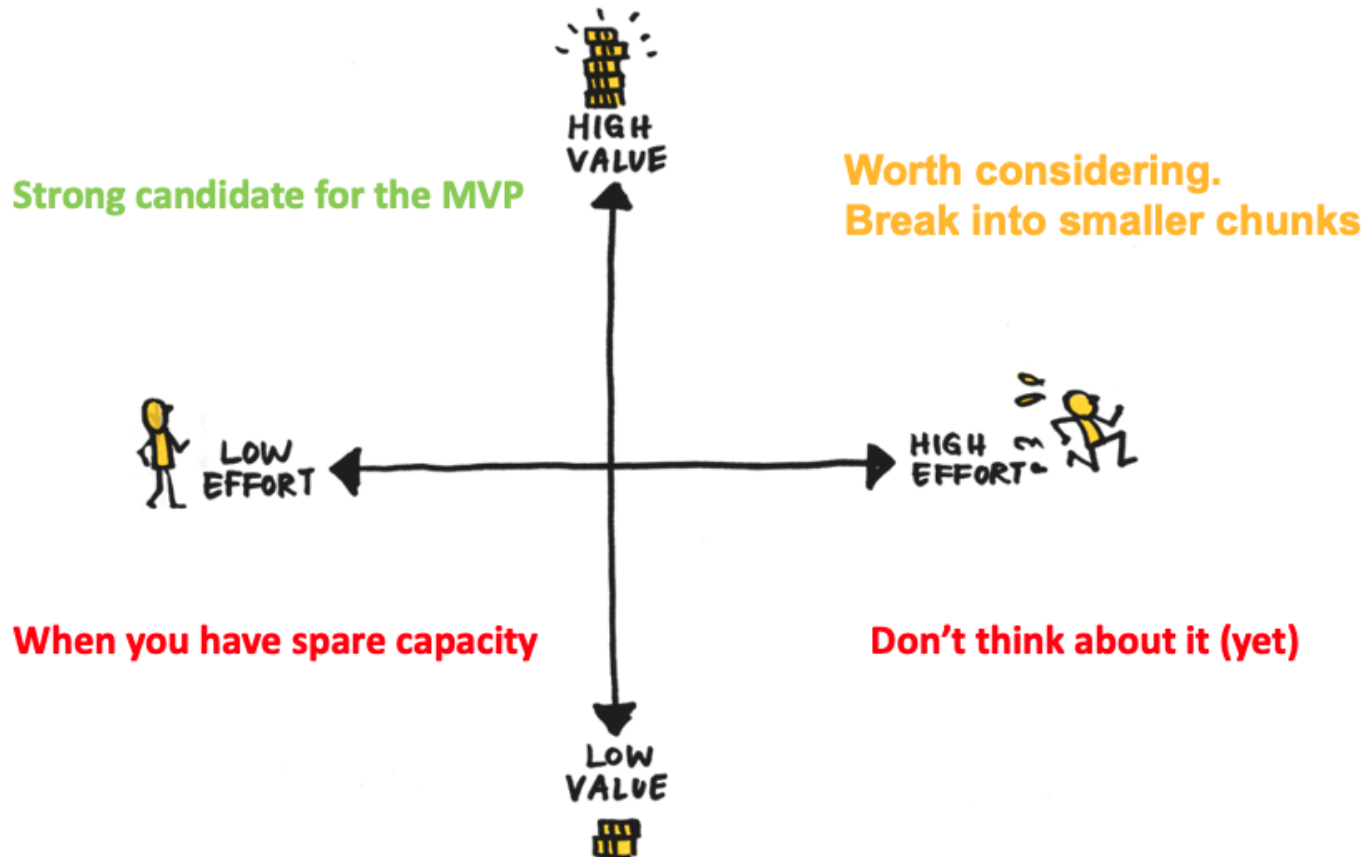 HIGH
VALUE
Strong candidate for the MVP
Worth considering.
Break into smaller chunks
LOW
EFFORT
HIGH
EFFORT
When you have spare capacity
Don’t think about it (yet)
LOW
VALUE